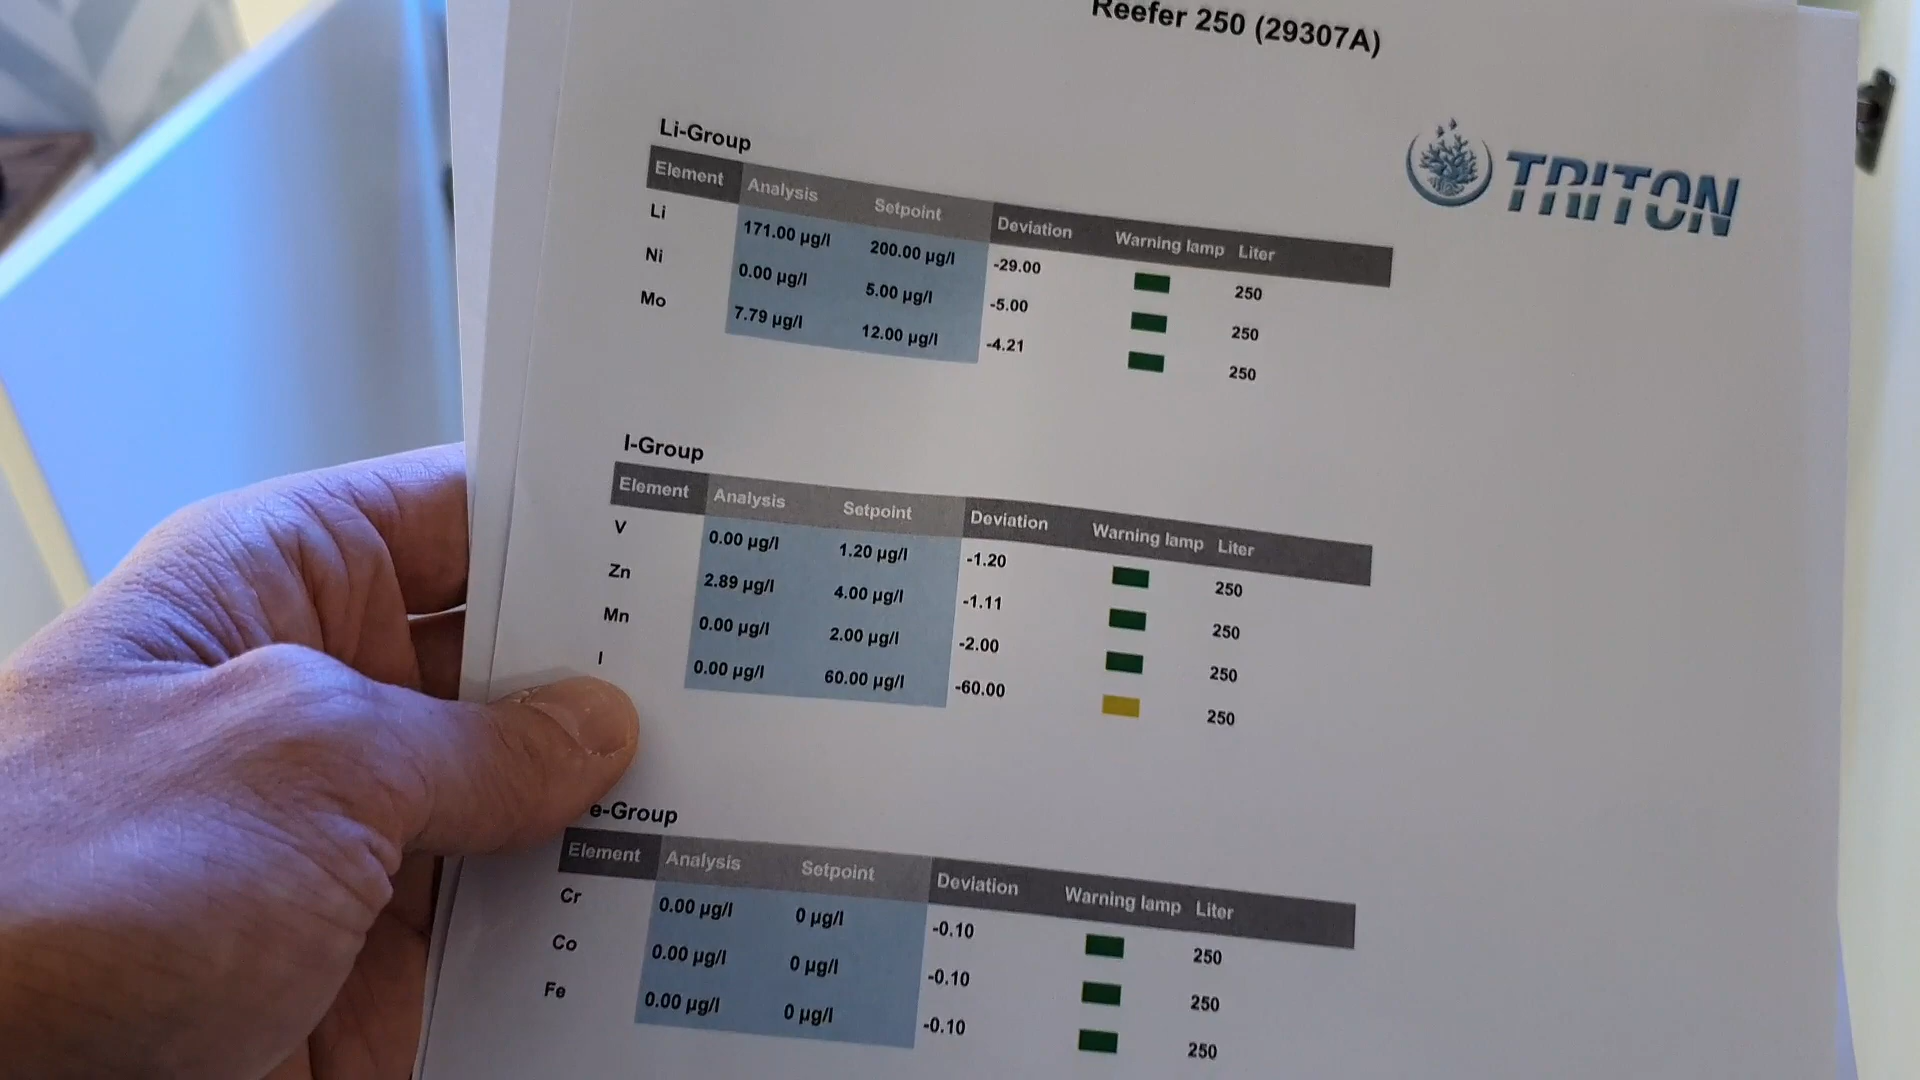 Reefer 250 (29307A)
TRITON
Li-Group
Element Analysis Setpoint Deviation Warning lamp Liter
Li 171.00 µg/l 200.00 µg/l -29.00 250
Ni 0.00 µg/l 5.00 µg/l -5.00 250
Mo 7.79 µg/l 12.00 µg/l -4.21 250
I-Group
Element Analysis Setpoint Deviation Warning lamp Liter
V 0.00 µg/l 1.20 µg/l -1.20 250
Zn 2.89 µg/l 4.00 µg/l -1.11 250
Mn 0.00 µg/l 2.00 µg/l -2.00 250
I 0.00 µg/l 60.00 µg/l -60.00 250
e-Group
Element Analysis Setpoint Deviation Warning lamp Liter
Cr 0.00 µg/l 0 µg/l -0.10 250
Co 0.00 µg/l 0 µg/l -0.10 250
Fe 0.00 µg/l 0 µg/l -0.10 250